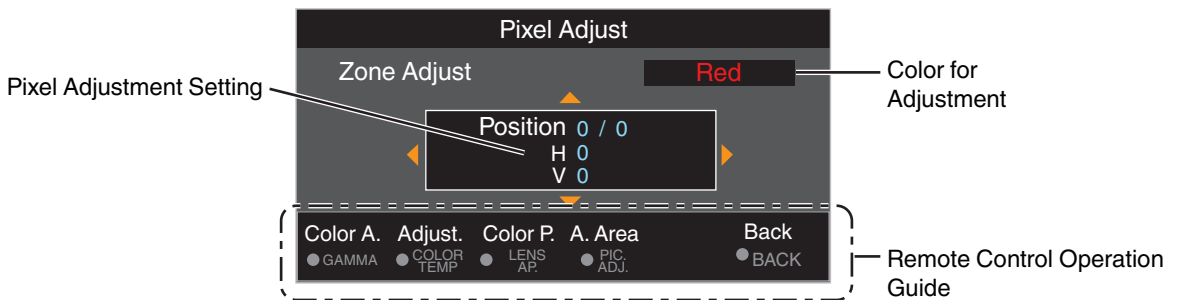 Pixel Adjust
Zone Adjust
Red
Pixel Adjustment Setting
Color for
Adjustment
Position 0 / 0
H 0
V 0
Color A.
Adjust.
Color P.
A. Area
Back
GAMMA
COLOR
TEMP
LENS
AP.
PIC.
ADJ.
BACK
Remote Control Operation
Guide